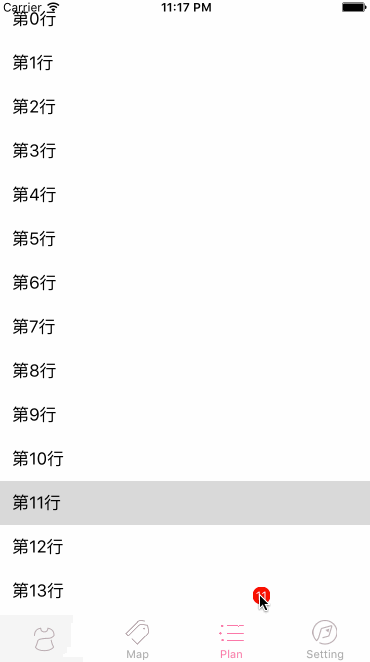 Carrier 11:17 PM
第0行
第1行
第2行
第3行
第4行
第5行
第6行
第7行
第8行
第9行
第10行
第11行
第12行
第13行
11
Map Plan Setting